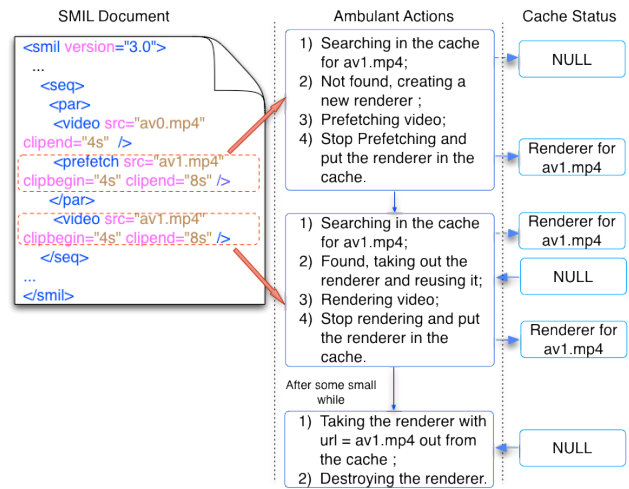 SMIL Document
<smil version="3.0">
...
<seq>
<par>
<video src="av0.mp4"
clipend="4s" />
<prefetch src="av1.mp4"
clipbegin="4s" clipend="8s" />
</par>
<video src="av1.mp4"
clipbegin="4s" clipend="8s" />
</seq>
...
</smil>
Ambulant Actions
1) Searching in the cache
for av1.mp4;
2) Not found, creating a
new renderer ;
3) Prefetching video;
4) Stop Prefetching and
put the renderer in the
cache.
1) Searching in the cache
for av1.mp4;
2) Found, taking out the
renderer and reusing it;
3) Rendering video;
4) Stop rendering and put
the renderer in the
cache.
After some small
while
1) Taking the renderer with
url = av1.mp4 out from
the cache ;
2) Destroying the renderer.
Cache Status
NULL
Renderer for
av1.mp4
Renderer for
av1.mp4
NULL
Renderer for
av1.mp4
NULL